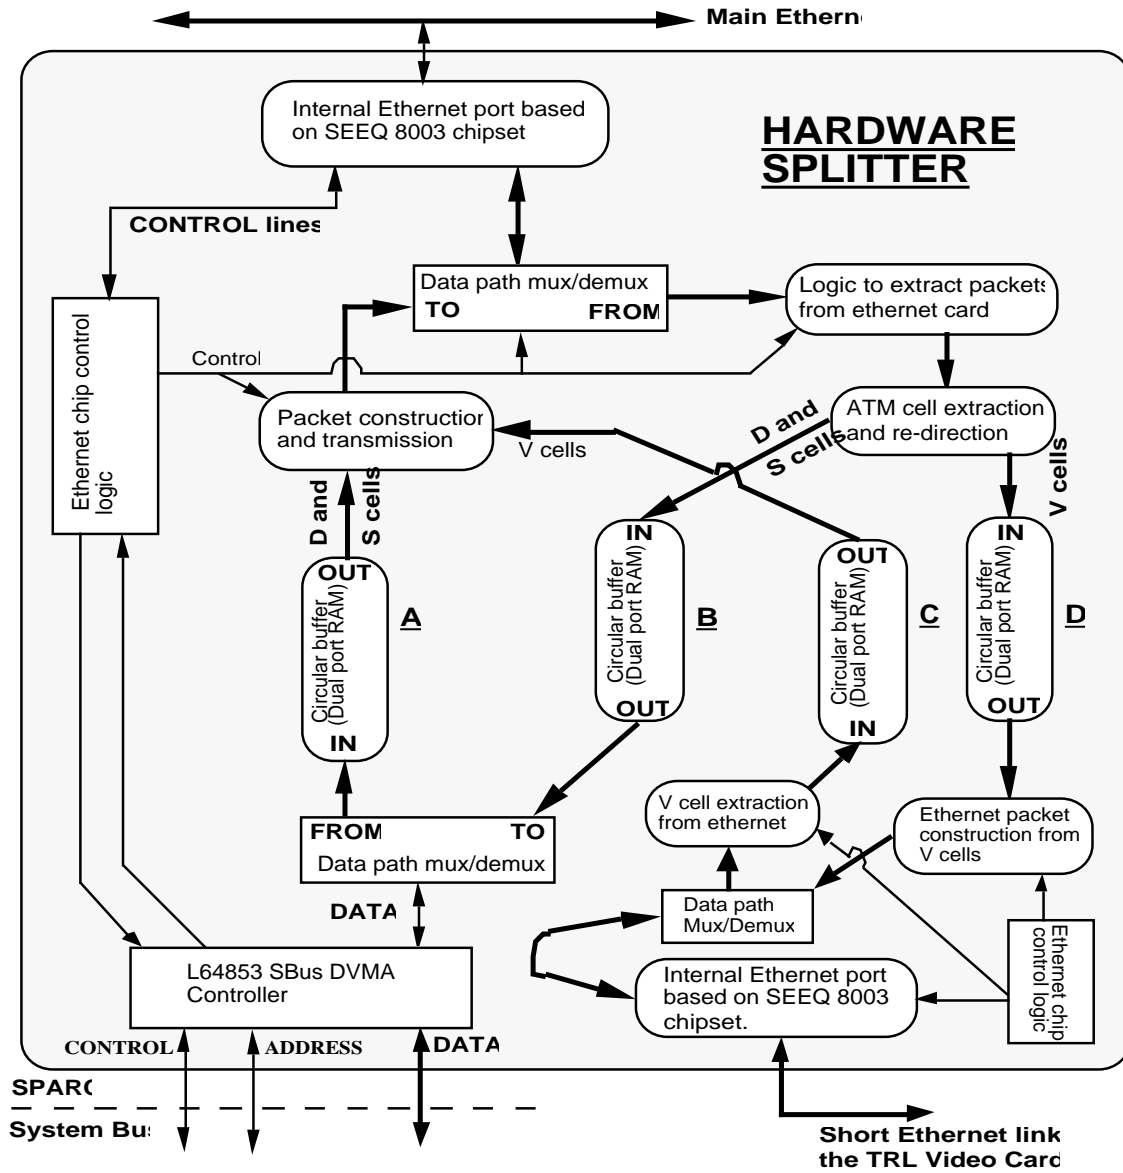 Main Ethern
Internal Ethernet port based
on SEEQ 8003 chipset
HARDWARE
SPLITTER
CONTROL lines
Data path mux/demux
TO FROM
Logic to extract packets
from ethernet card
Ethernet chip control
logic
Control
Packet construction
and transmission
V cells
D and
S cells
ATM cell extraction
and re-direction
V cells
D and
S cells
OUT
Circular buffer
(Dual port RAM)
IN
A
IN
Circular buffer
(Dual port RAM)
OUT
B
OUT
Circular buffer
(Dual port RAM)
IN
C
IN
Circular buffer
(Dual port RAM)
OUT
D
FROM TO
Data path mux/demux
V cell extraction
from ethernet
Ethernet packet
construction from
V cells
DATA
Data path
Mux/Demux
Ethernet chip
control logic
L64853 SBus DVMA
Controller
Internal Ethernet port
based on SEEQ 8003
chipset.
CONTROL
ADDRESS
DATA
SPARC
System Bus
Short Ethernet link
the TRL Video Card